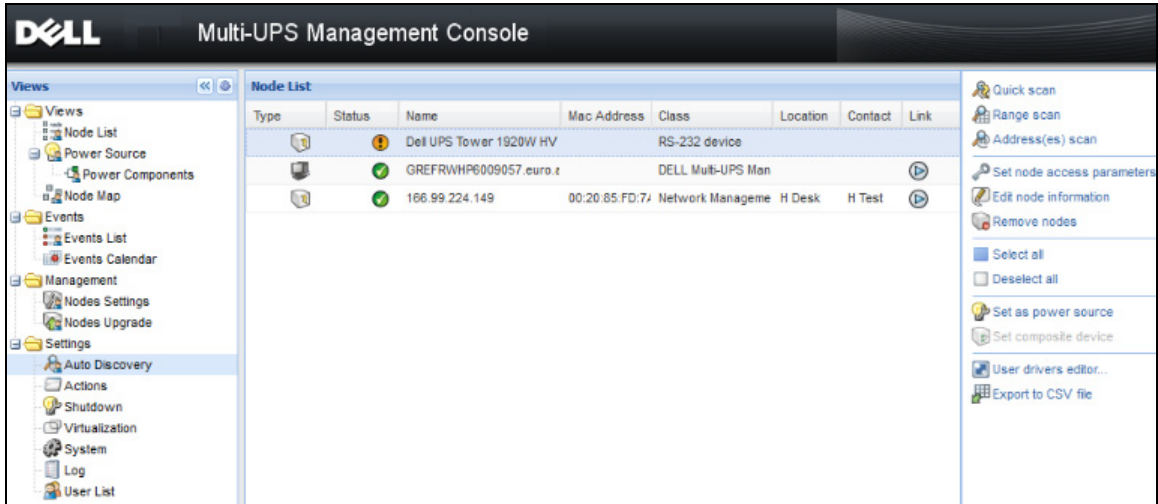 DELL
Multi-UPS Management Console
Views
Views
Node List
Power Source
Power Components
Node Map
Events
Events List
Events Calendar
Management
Nodes Settings
Nodes Upgrade
Settings
Auto Discovery
Actions
Shutdown
Virtualization
System
Log
User List
Node List
Type Status Name Mac Address Class Location Contact Link
Dell UPS Tower 1920W HV RS-232 device
GREFRWHP6009057.euro. DELL Multi-UPS Man
166.99.224.149 00:20:85:FD:7 Network Manageme H Desk H Test
Quick scan
Range scan
Address(es) scan
Set node access parameters
Edit node information
Remove nodes
Select all
Deselect all
Set as power source
Set composite device
User drivers editor...
Export to CSV file